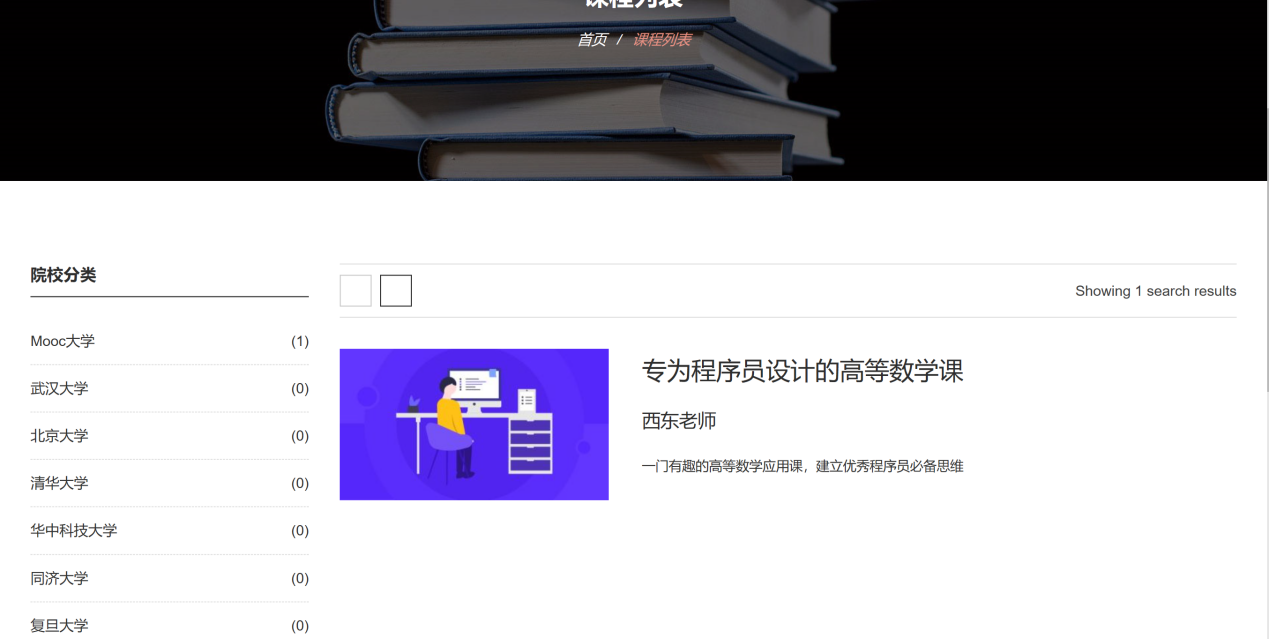 课程列表
首页 / 课程列表
院校分类
Mooc大学 (1)
武汉大学 (0)
北京大学 (0)
清华大学 (0)
华中科技大学 (0)
同济大学 (0)
复旦大学 (0)
Showing 1 search results
专为程序员设计的高等数学课
西东老师
一门有趣的高等数学应用课，建立优秀程序员必备思维